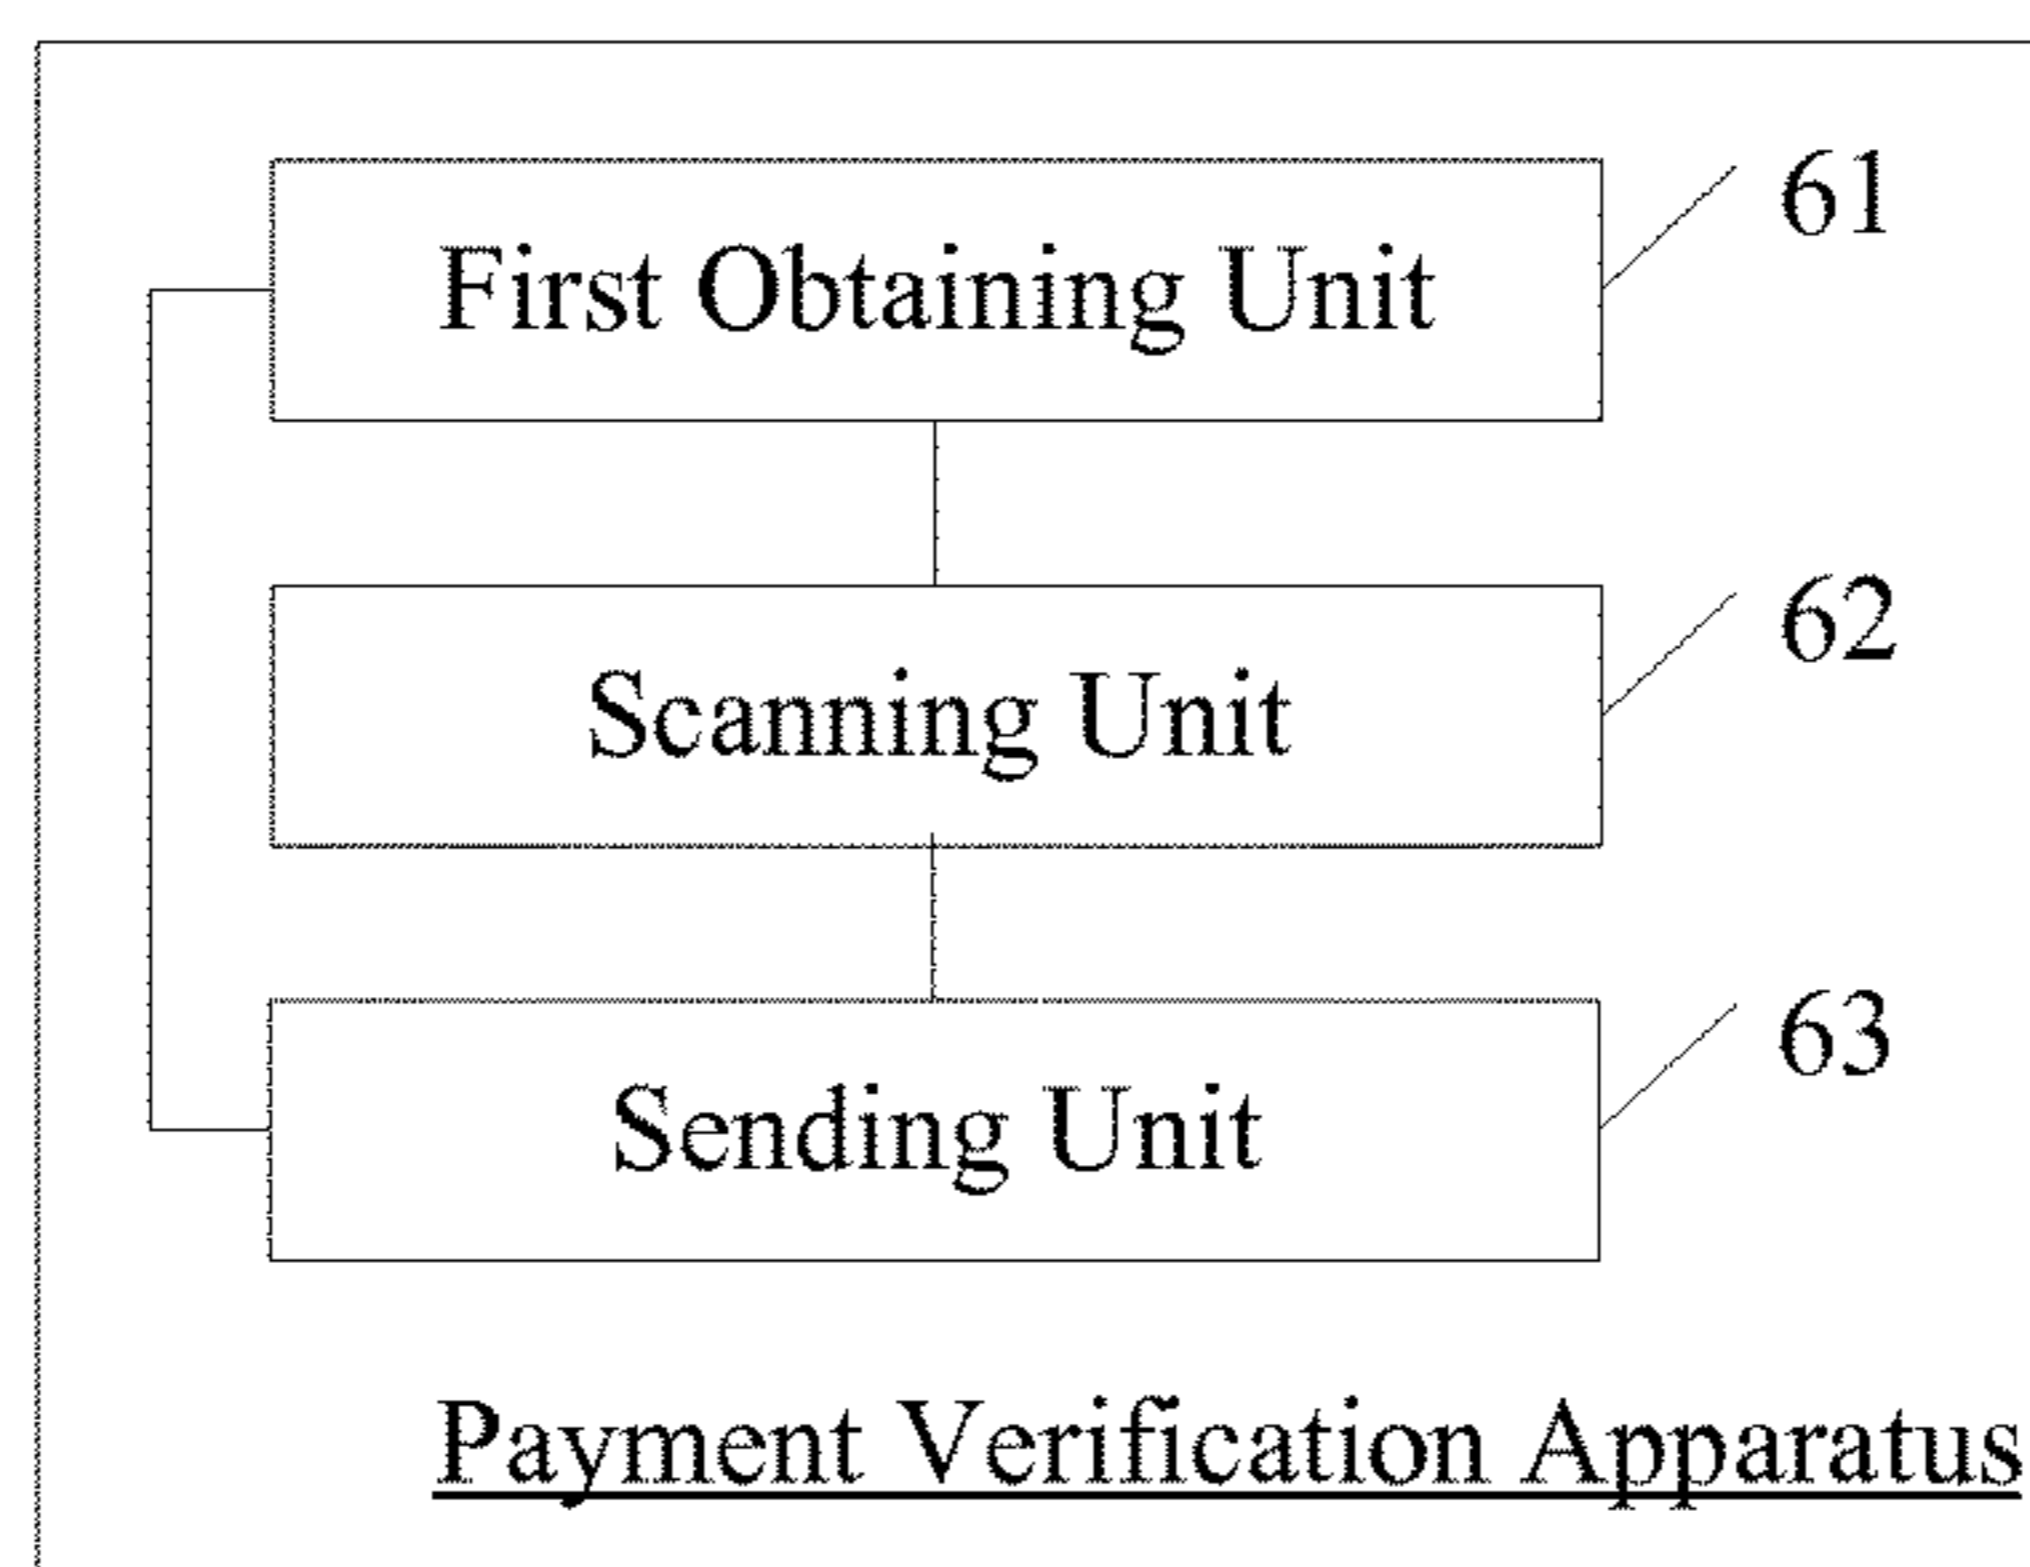 First Obtaining Unit
61
Scanning Unit
62
Sending Unit
63
Payment Verification Apparatus